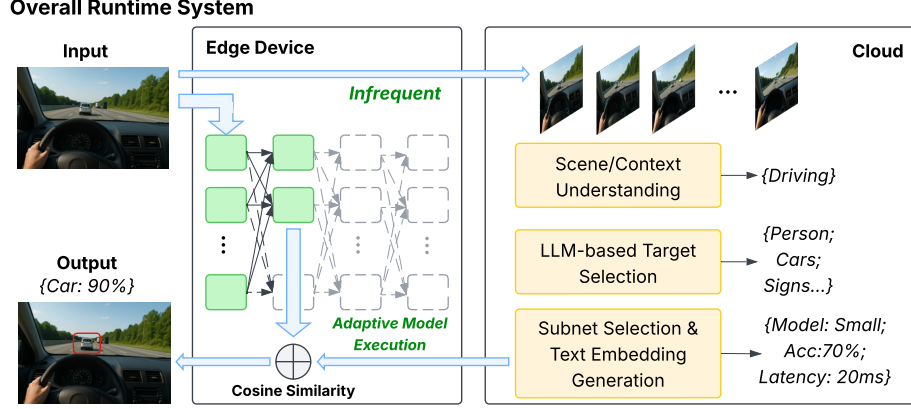 Overall Runtime System
Input
Edge Device
Cloud
Infrequent
...
Scene/Context
Understanding
{Driving}
LLM-based Target
Selection
{Person;
Cars;
Signs...}
Output
{Car: 90%}
Adaptive Model
Execution
Subnet Selection &
Text Embedding
Generation
{Model: Small;
Acc:70%;
Latency: 20ms}
Cosine Similarity